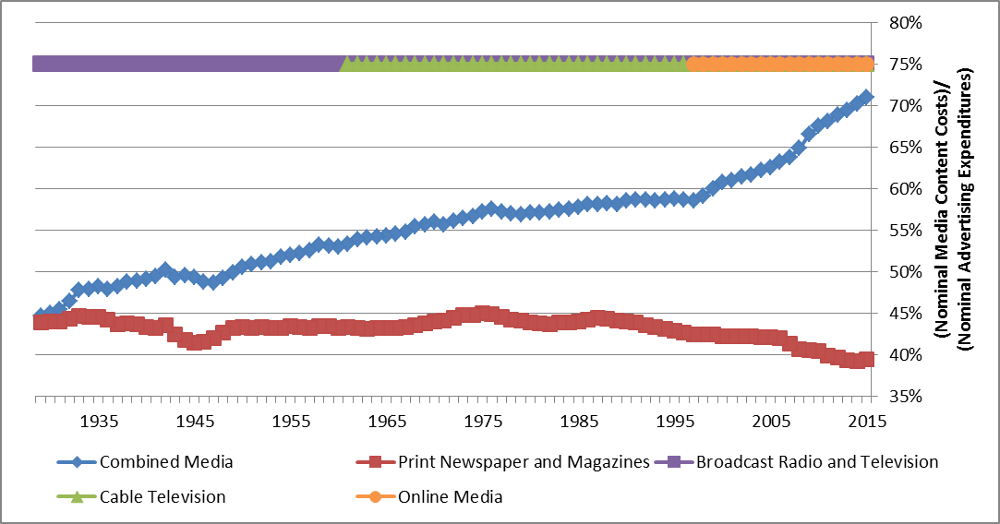 80%
75%
70%
65%
60%
55%
50%
45%
40%
35%
(Nominal Media Content Costs)/
(Nominal Advertising Expenditures)
1935 1945 1955 1965 1975 1985 1995 2005 2015
Combined Media Print Newspaper and Magazines Broadcast Radio and Television
Cable Television Online Media